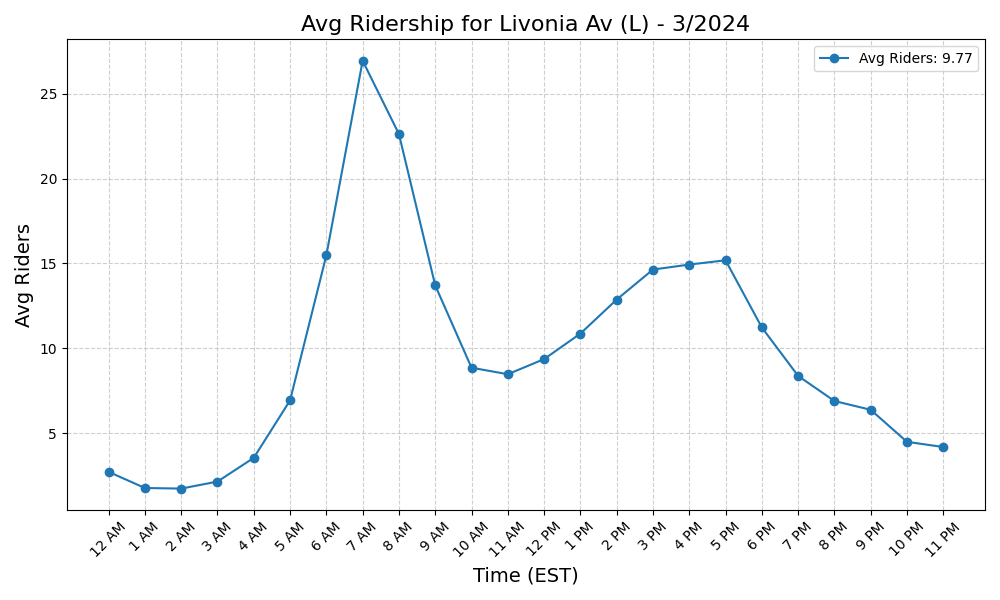 Avg Ridership for Livonia Av (L) - 3/2024
Avg Riders: 9.77
Avg Riders
25
20
15
10
5
12 AM
1 AM
2 AM
3 AM
4 AM
5 AM
6 AM
7 AM
8 AM
9 AM
10 AM
11 AM
12 PM
1 PM
2 PM
3 PM
4 PM
5 PM
6 PM
7 PM
8 PM
9 PM
10 PM
11 PM
Time (EST)